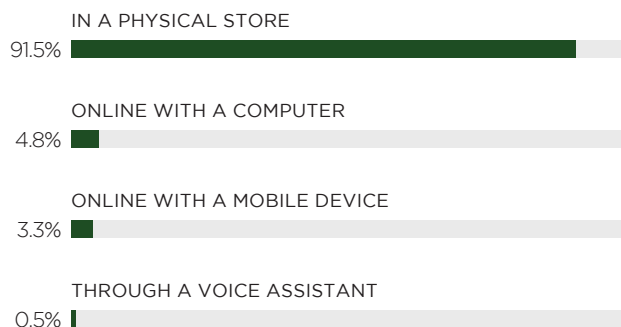 IN A PHYSICAL STORE
91.5%
ONLINE WITH A COMPUTER
4.8%
ONLINE WITH A MOBILE DEVICE
3.3%
THROUGH A VOICE ASSISTANT
0.5%